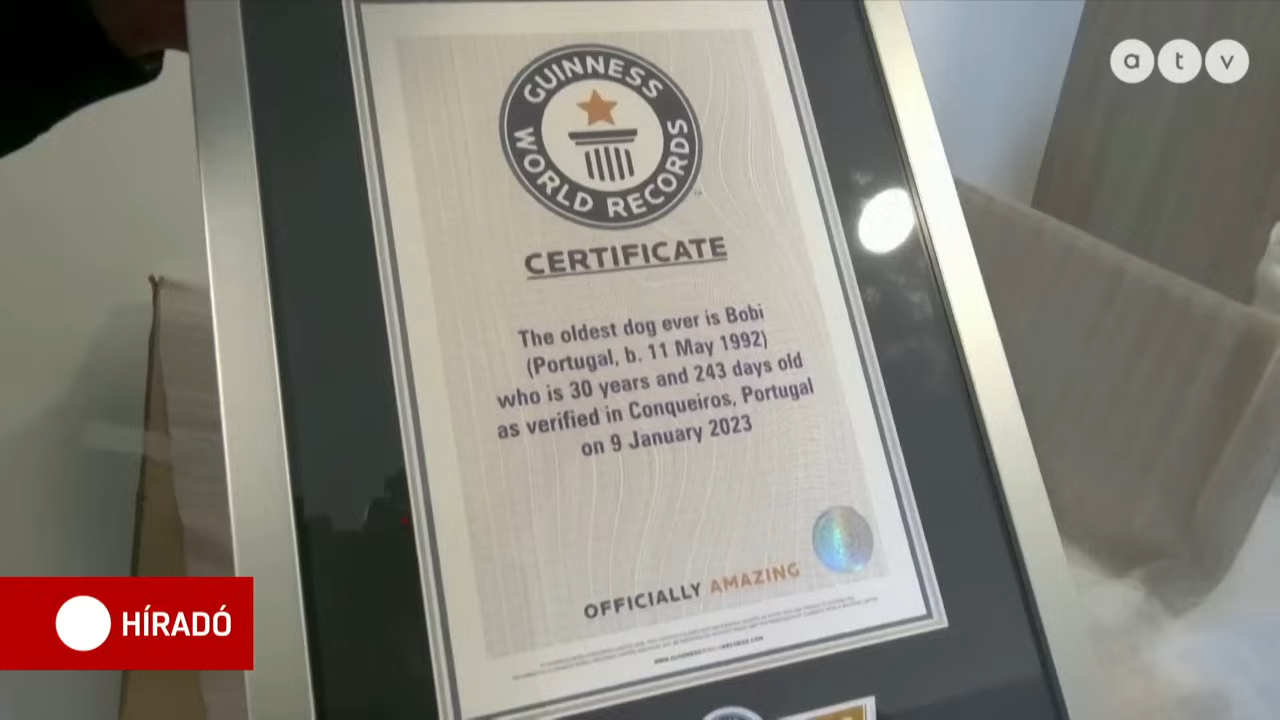 a t v
GUINNESS
WORLD RECORDS
™
CERTIFICATE
The oldest dog ever is Bobi
(Portugal, b. 11 May 1992)
who is 30 years and 243 days old
as verified in Conqueiros, Portugal
on 9 January 2023
OFFICIALLY AMAZING
HÍRADÓ